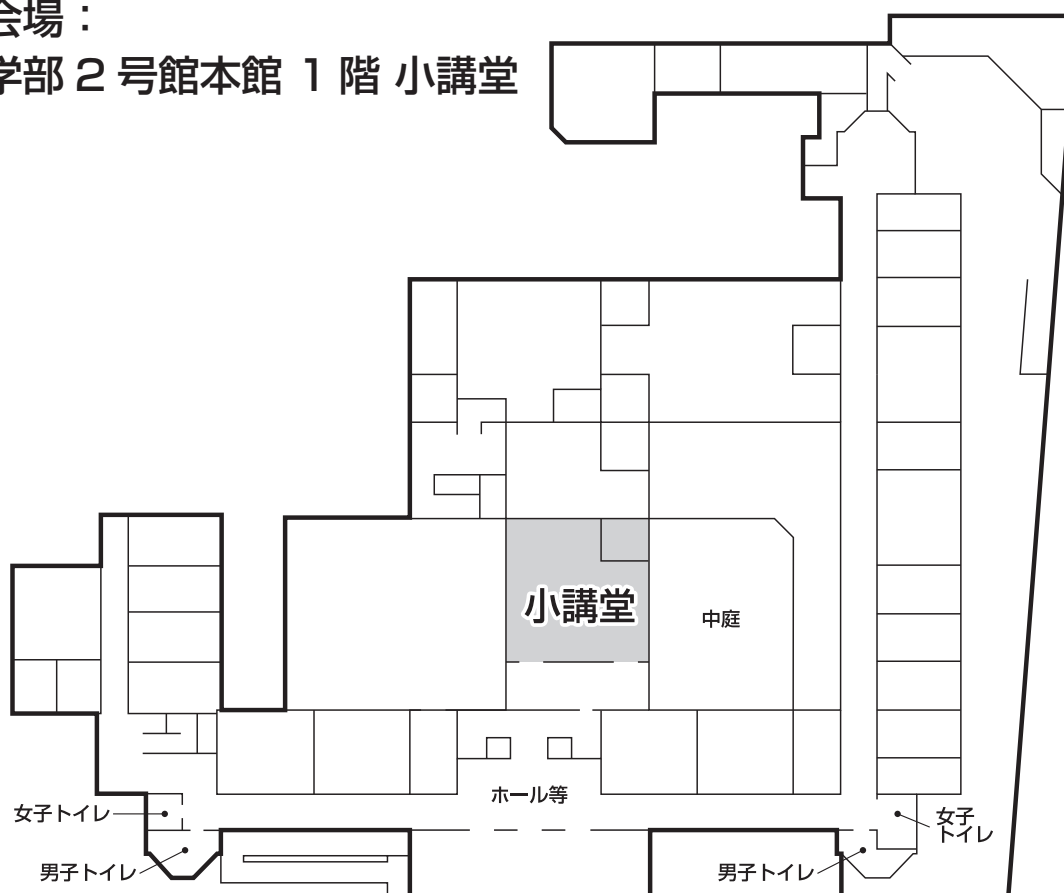 会場：
学部 2 号館本館 1 階 小講堂
小講堂
中庭
ホール等
女子トイレ
男子トイレ
女子
トイレ
男子トイレ